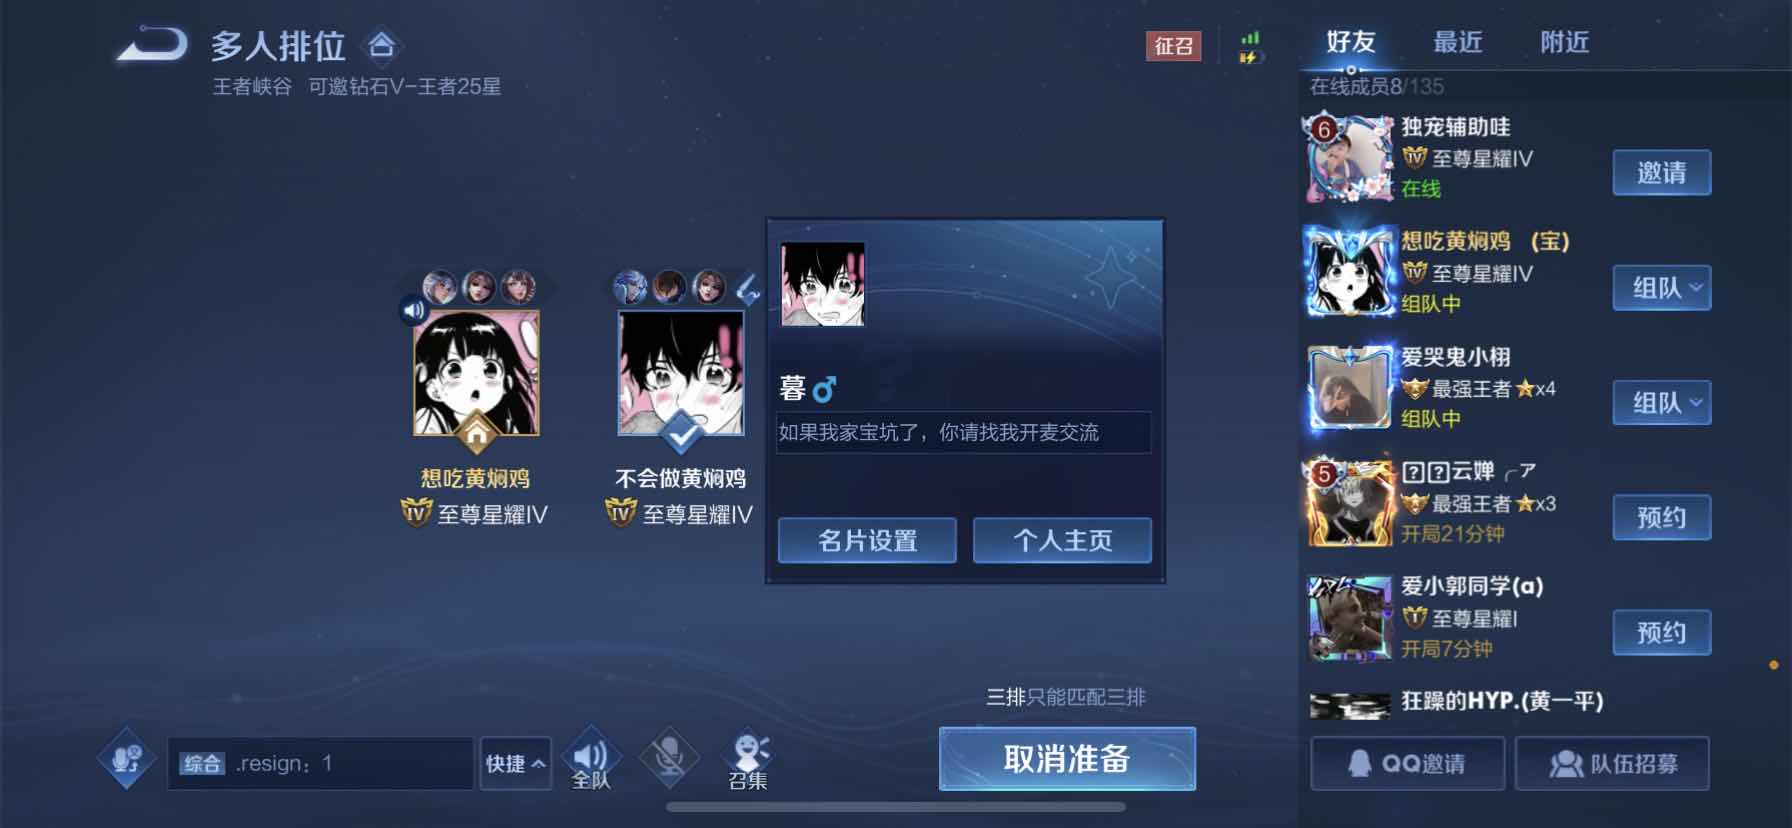 多人排位
王者峡谷 可邀钻石V-王者25星
征召
好友 最近 附近
在线成员8/135
6
独宠辅助哇
IV 至尊星耀IV
在线
邀请
想吃黄焖鸡 (宝)
IV 至尊星耀IV
组队中
组队
爱哭鬼小栩
最强王者 x4
组队中
组队
5
云婵╭ア
最强王者 x3
开局21分钟
预约
爱小郭同学(α)
I 至尊星耀I
开局7分钟
预约
狂躁的HYP.(黄一平)
QQ邀请
队伍招募
想吃黄焖鸡
IV 至尊星耀IV
不会做黄焖鸡
IV 至尊星耀IV
暮♂
如果我家宝坑了，你请找我开麦交流
名片设置
个人主页
三排只能匹配三排
取消准备
综合 .resign：1
快捷
全队
召集